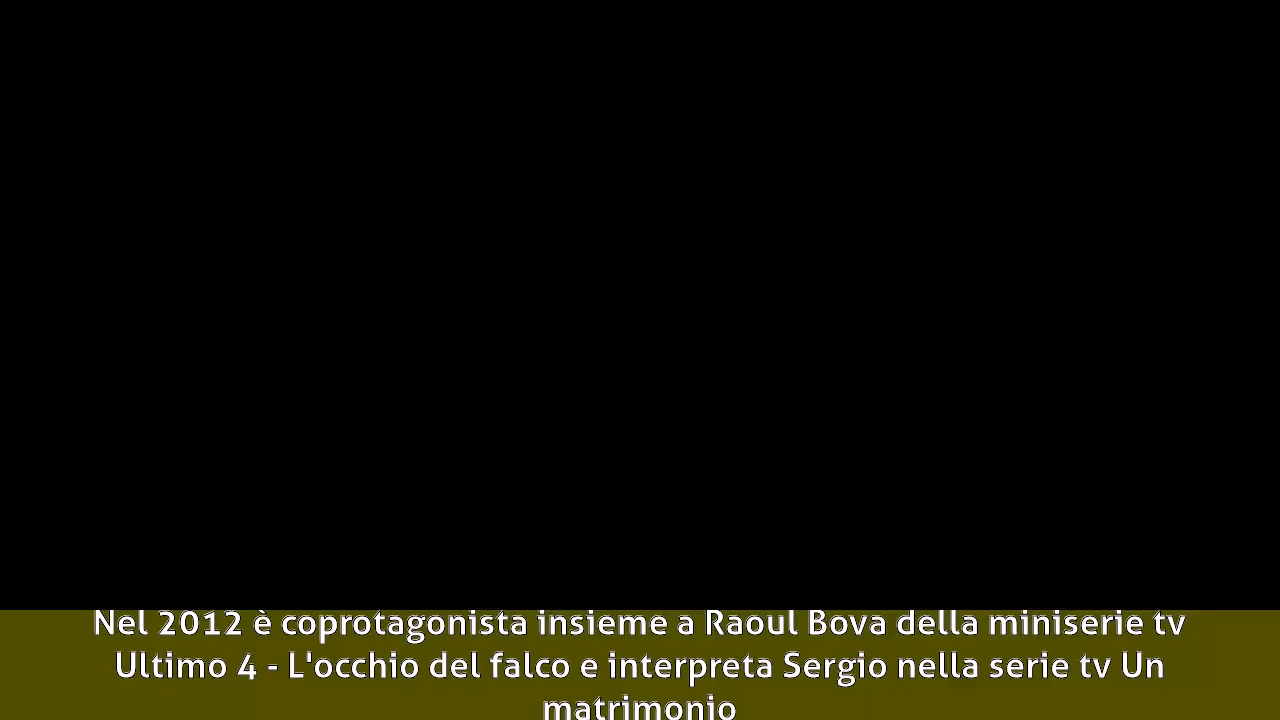 Nel 2012 è coprotagonista insieme a Raoul Bova della miniserie tv
Ultimo 4 - L'occhio del falco e interpreta Sergio nella serie tv Un
matrimonio